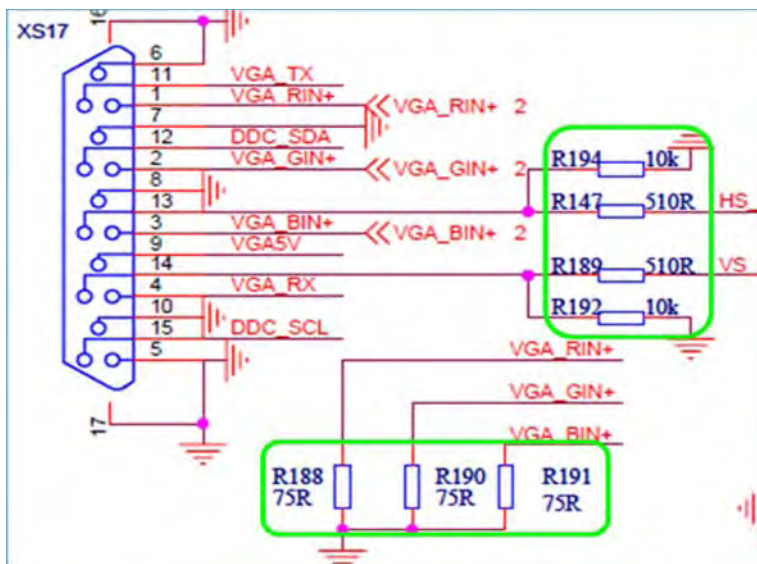 XS17
16
6
11 VGA_TX
1 VGA_RIN+ VGA_RIN+ 2
7
12 DDC_SDA
2 VGA_GIN+ VGA_GIN+ 2
8
13
3 VGA_BIN+ VGA_BIN+ 2
9 VGA5V
14
4 VGA_RX
10
15 DDC_SCL
5
17
R194 10k
R147 510R HS_
R189 510R VS_
R192 10k
VGA_RIN+
VGA_GIN+
VGA_BIN+
R188 R190 R191
75R 75R 75R